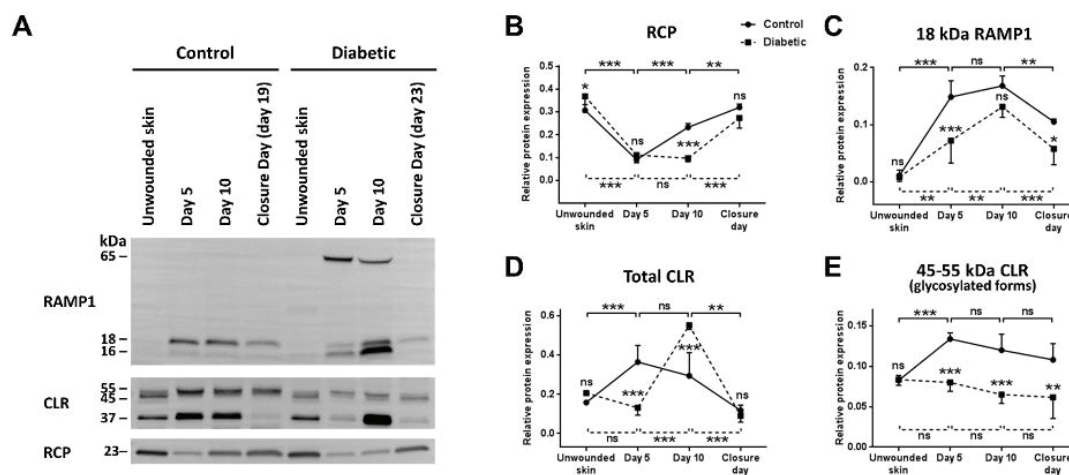 A
Control
Diabetic
Unwounded skin
Day 5
Day 10
Closure Day (day 19)
Unwounded skin
Day 5
Day 10
Closure Day (day 23)
kDa
65
RAMP1
18
16
55
CLR
45
37
RCP
23
B
RCP
Control
Diabetic
Relative protein expression
0.4
0.3
0.2
0.1
0.0
*** *** **
*
ns
***
*** ns ***
Unwounded skin
Day 5
Day 10
Closure day
C
18 kDa RAMP1
Relative protein expression
0.20
0.15
0.10
0.05
0.0
*** ns **
ns
***
ns
*
** ** ***
Unwounded skin
Day 5
Day 10
Closure day
D
Total CLR
Relative protein expression
0.6
0.4
0.2
0.0
*** ns **
ns
***
***
ns
ns *** ***
Unwounded skin
Day 5
Day 10
Closure day
E
45-55 kDa CLR
(glycosylated forms)
Relative protein expression
0.15
0.10
0.05
0.00
*** ns ns
ns
***
***
**
ns ns ns
Unwounded skin
Day 5
Day 10
Closure day